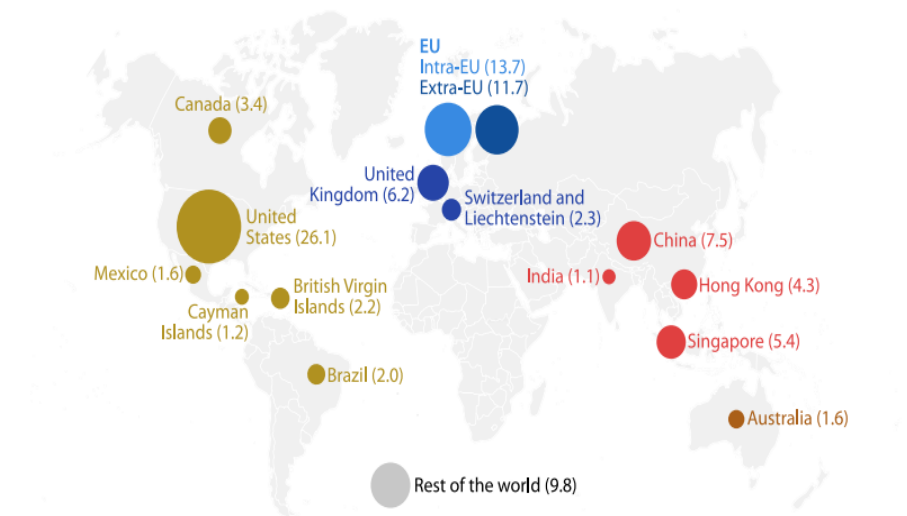 EU
Intra-EU (13.7)
Extra-EU (11.7)
Canada (3.4)
United
Kingdom (6.2)
Switzerland and
Liechtenstein (2.3)
United
States (26.1)
China (7.5)
Mexico (1.6)
India (1.1)
British Virgin
Islands (2.2)
Hong Kong (4.3)
Cayman
Islands (1.2)
Singapore (5.4)
Brazil (2.0)
Australia (1.6)
Rest of the world (9.8)